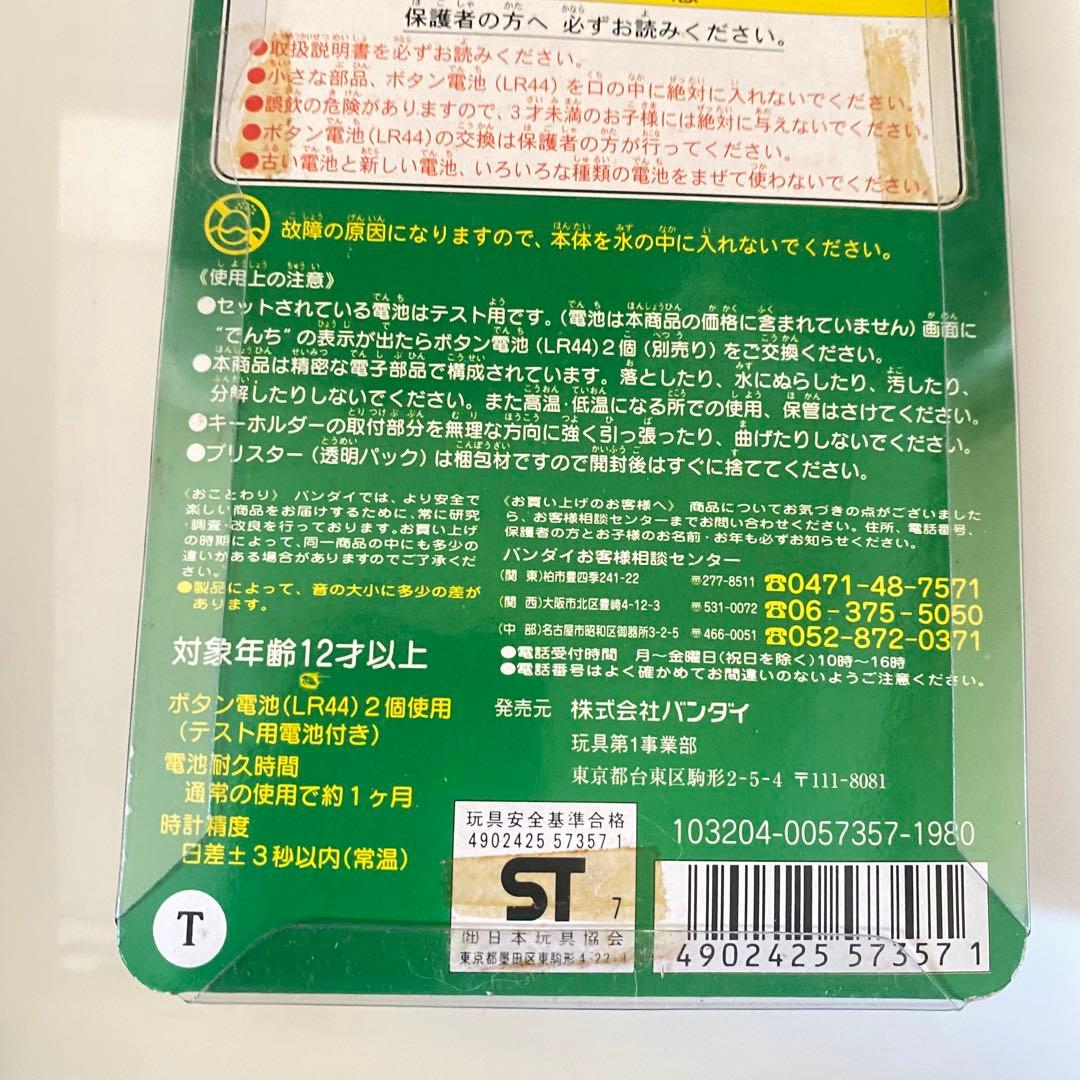 保護者の方へ 必ずお読みください。
●取扱説明書を必ずお読みください。
●小さな部品、ボタン電池(LR44)を口の中に絶対に入れないでください。
●誤飲の危険がありますので、3才未満のお子様には絶対に与えないでください。
●ボタン電池(LR44)の交換は保護者の方が行ってください。
●古い電池と新しい電池、いろいろな種類の電池をまぜて使わないでください。
故障の原因になりますので、本体を水の中に入れないでください。
《使用上の注意》
●セットされている電池はテスト用です。(電池は本商品の価格に含まれていません)画面に
“でんち”の表示が出たらボタン電池(LR44)2個(別売り)をご交換ください。
●本商品は精密な電子部品で構成されています。落としたり、水にぬらしたり、汚したり、
分解したりしないでください。また高温・低温になる所での使用、保管はさけてください。
●キーホルダーの取付部分を無理な方向に強く引っ張ったり、曲げたりしないでください。
●ブリスター(透明パック)は梱包材ですので開封後はすぐに捨ててください。
《おことわり》 バンダイでは、より安全で
楽しい商品をお届けするために、常に研究
・調査・改良を行っております。お買い上げ
の時期によって、同一商品の中にも多少の
違いがある場合がありますのでご了承くださ
い。
●製品によって、音の大小に多少の差が
あります。
《お買い上げのお客様へ》 商品についてお気づきの点がございました
ら、お客様相談センターまでお問い合わせください。住所、電話番号、
保護者の方とお子様のお名前・お年も必ずお知らせください。
バンダイお客様相談センター
(関 東)柏市豊四季241-22 〒277-8511 ☎0471-48-7571
(関 西)大阪市北区豊崎4-12-3 〒531-0072 ☎06-375-5050
(中 部)名古屋市昭和区御器所3-2-5 〒466-0051 ☎052-872-0371
●電話受付時間 月〜金曜日(祝日を除く)10時〜16時
●電話番号はよく確かめてお間違いのないようご注意ください。
対象年齢12才以上
ボタン電池(LR44)2個使用
(テスト用電池付き)
電池耐久時間
通常の使用で約1ヶ月
時計精度
日差±3秒以内(常温)
発売元 株式会社バンダイ
玩具第1事業部
東京都台東区駒形2-5-4 〒111-8081
玩具安全基準合格
4902425 57357 1
ST 7
(社)日本玩具協会
東京都墨田区東駒形4-22-4
103204-0057357-1980
4902425 573571
T